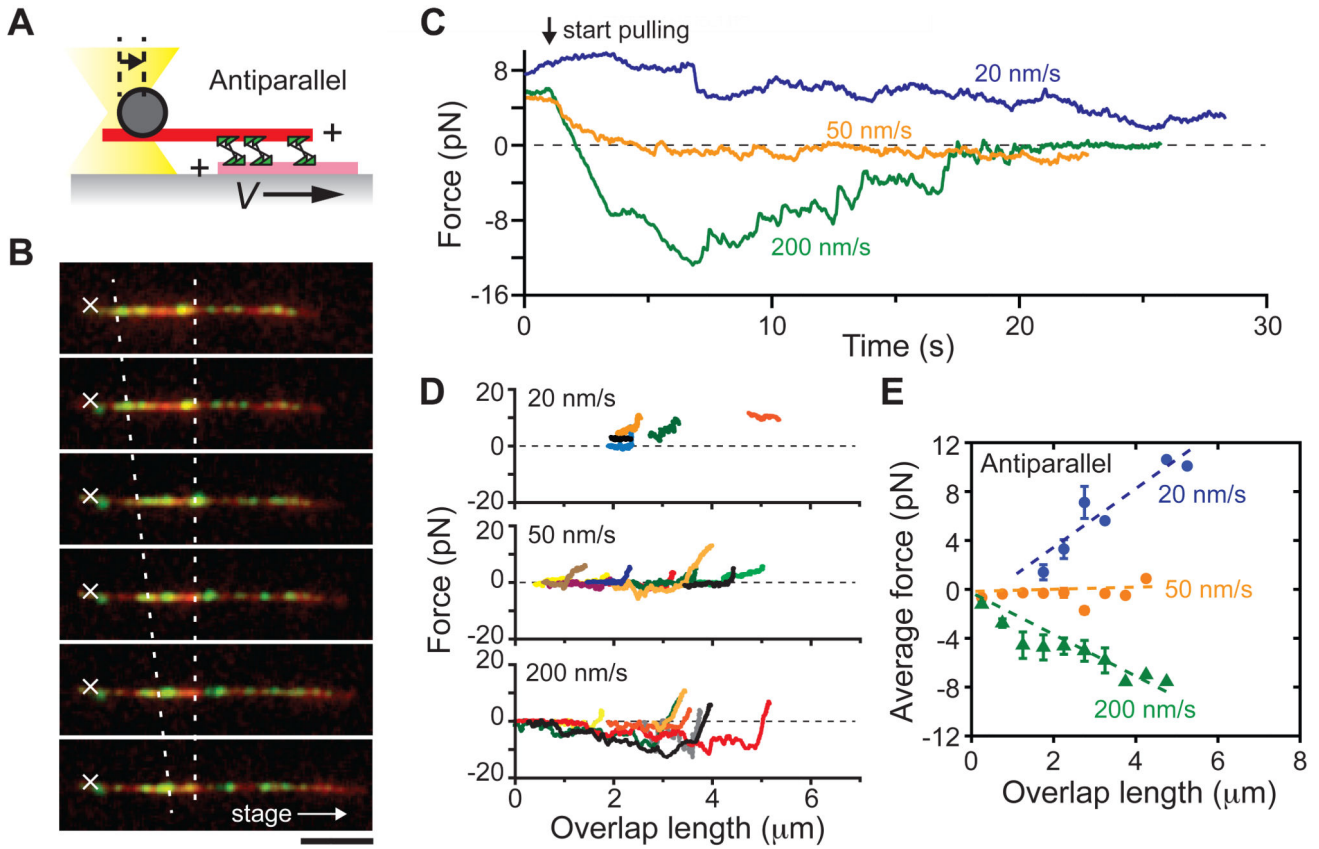 A
Antiparallel
+
+
V
B
×
×
×
×
×
×
stage
C
start pulling
Force (pN)
8
0
-8
-16
20 nm/s
50 nm/s
200 nm/s
0
10
20
30
Time (s)
D
Force (pN)
20 nm/s
20
0
-20
50 nm/s
20
0
-20
200 nm/s
20
0
-20
0
2
4
6
Overlap length (μm)
E
Average force (pN)
12
8
4
0
-4
-8
-12
Antiparallel
20 nm/s
50 nm/s
200 nm/s
0
2
4
6
8
Overlap length (μm)